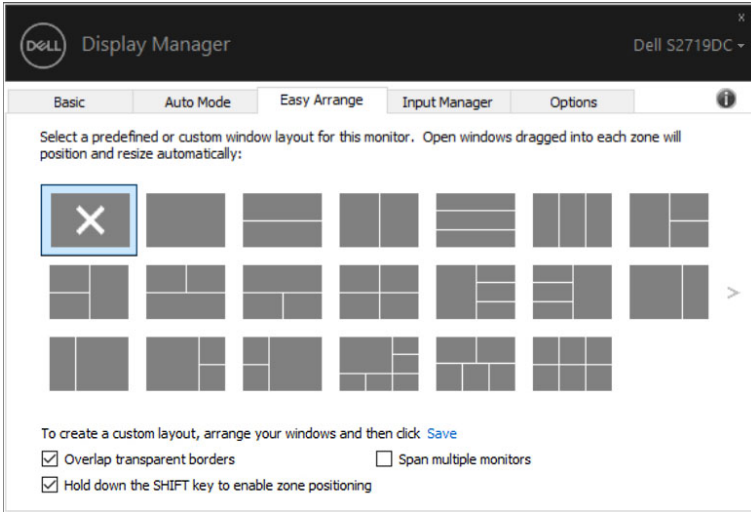 x
DELL Display Manager Dell S2719DC
Basic Auto Mode Easy Arrange Input Manager Options
Select a predefined or custom window layout for this monitor. Open windows dragged into each zone will
position and resize automatically:
>
To create a custom layout, arrange your windows and then click Save
Overlap transparent borders Span multiple monitors
Hold down the SHIFT key to enable zone positioning